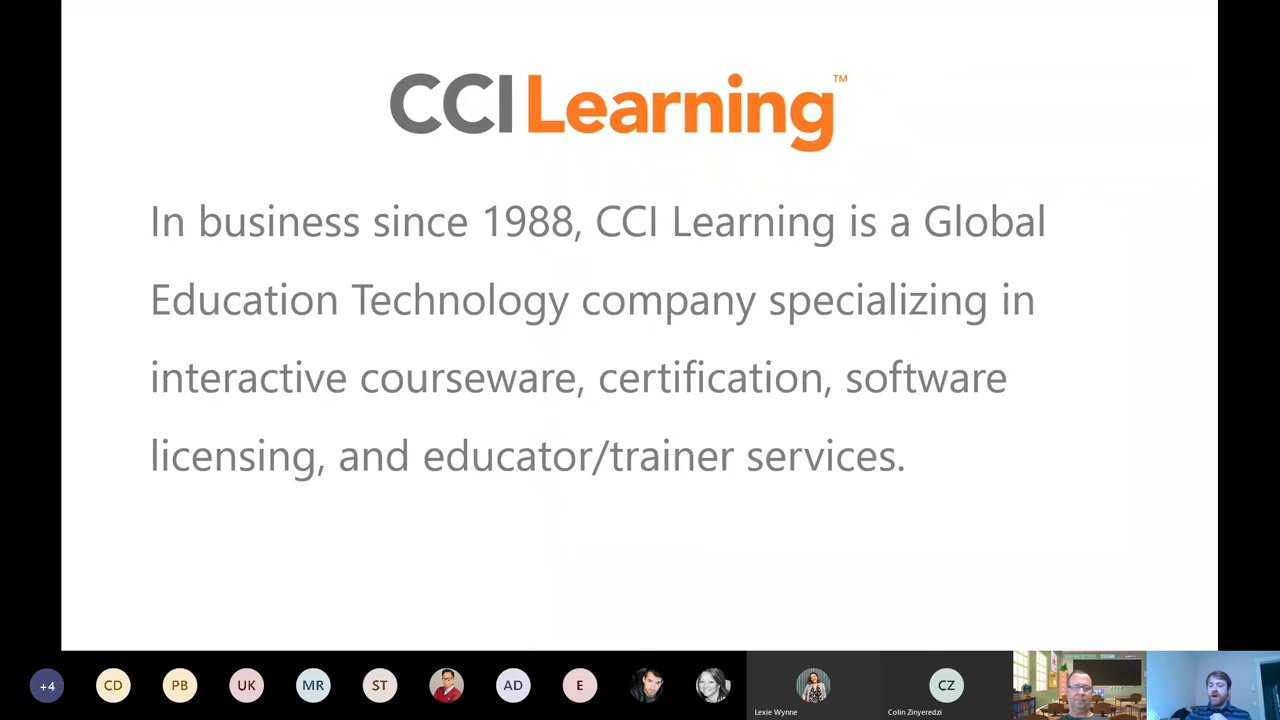 CCI Learning™
In business since 1988, CCI Learning is a Global
Education Technology company specializing in
interactive courseware, certification, software
licensing, and educator/trainer services.
+4 CD PB UK MR ST AD E CZ
Lexie Wynne Colin Zinyeredzi